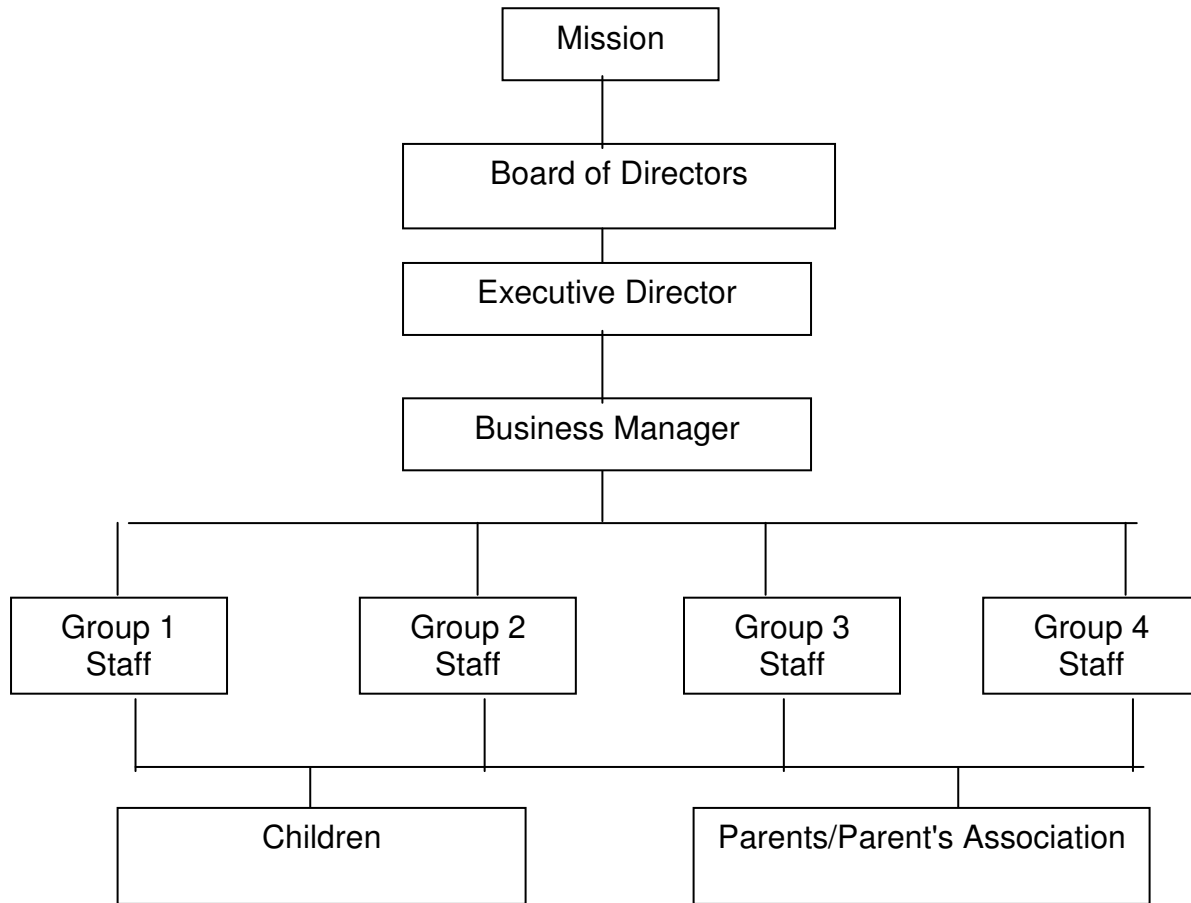 Mission
Board of Directors
Executive Director
Business Manager
Group 1
Staff
Group 2
Staff
Group 3
Staff
Group 4
Staff
Children
Parents/Parent's Association